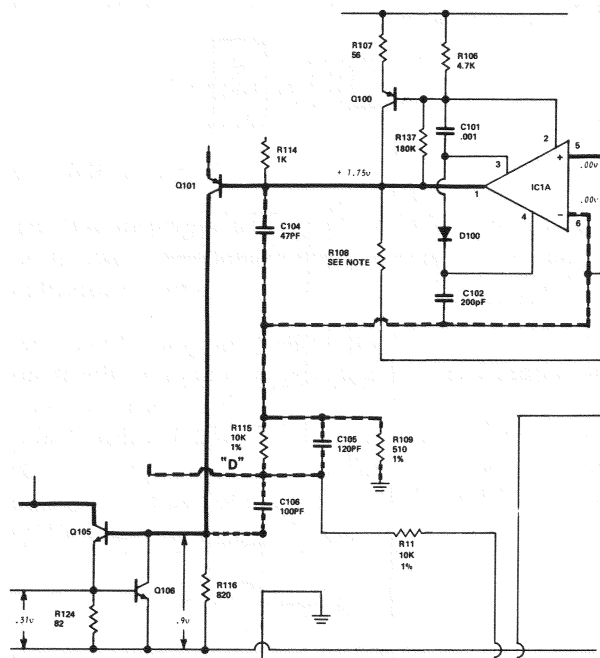 R107
56
R106
4.7K
Q100
C101
.001
R137
180K
2
5
+
.00v
3
R114
1K
+ 1.75v
Q101
1
IC1A
.00v
4
-
6
C104
47PF
D100
R108
SEE NOTE
C102
200pF
R115
10K
1%
C105
120PF
R109
510
1%
"D"
C106
100PF
Q105
R11
10K
1%
Q106
R116
820
R124
82
.31v
.9v